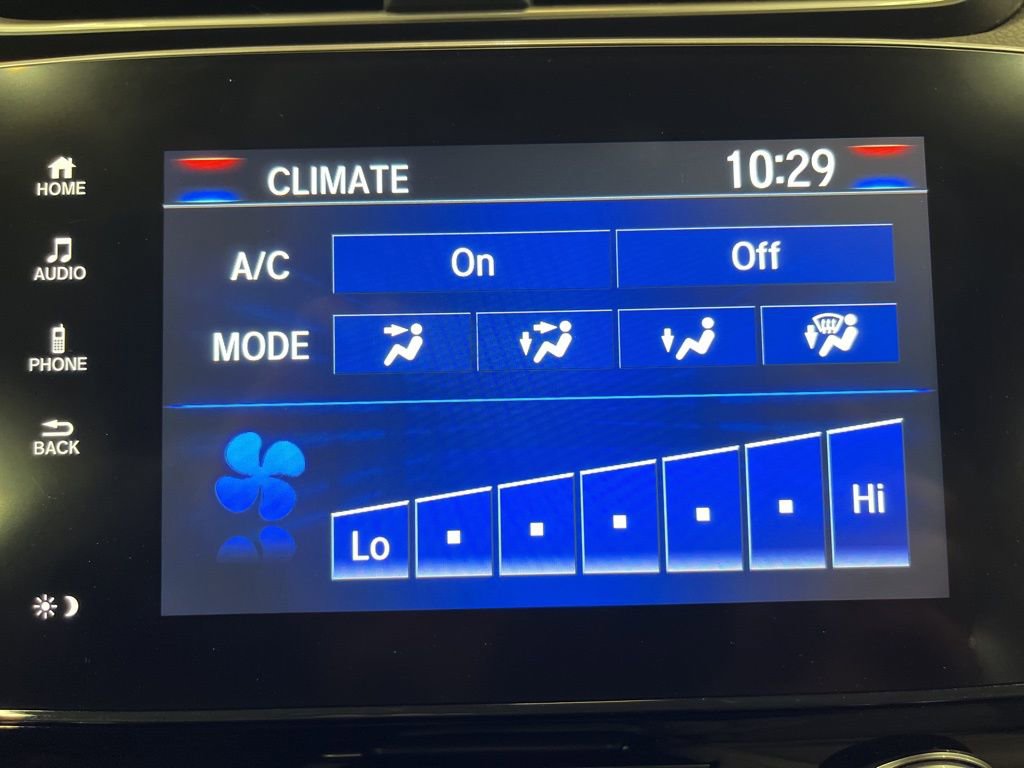 HOME
AUDIO
PHONE
BACK
CLIMATE 10:29
A/C On Off
MODE
Lo Hi